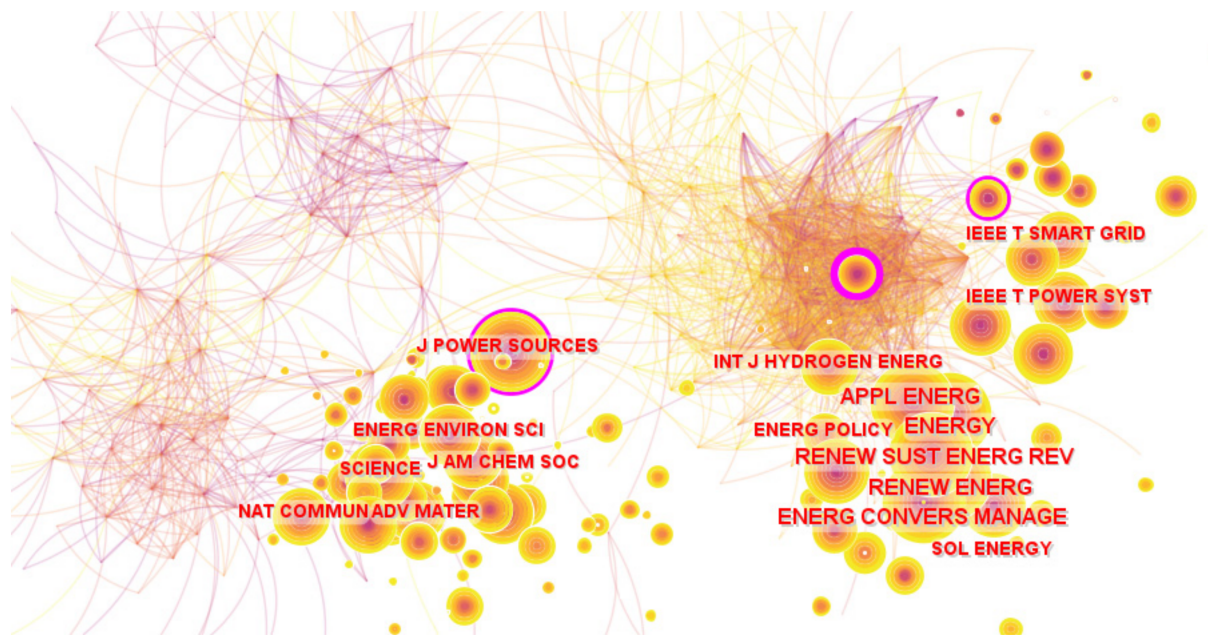 IEEE T SMART GRID
IEEE T POWER SYST
J POWER SOURCES
INT J HYDROGEN ENERG
APPL ENERG
ENERG POLICY
ENERGY
ENERG ENVIRON SCI
RENEW SUST ENERG REV
SCIENCE
J AM CHEM SOC
RENEW ENERG
NAT COMMUN
ADV MATER
ENERG CONVERS MANAGE
SOL ENERGY